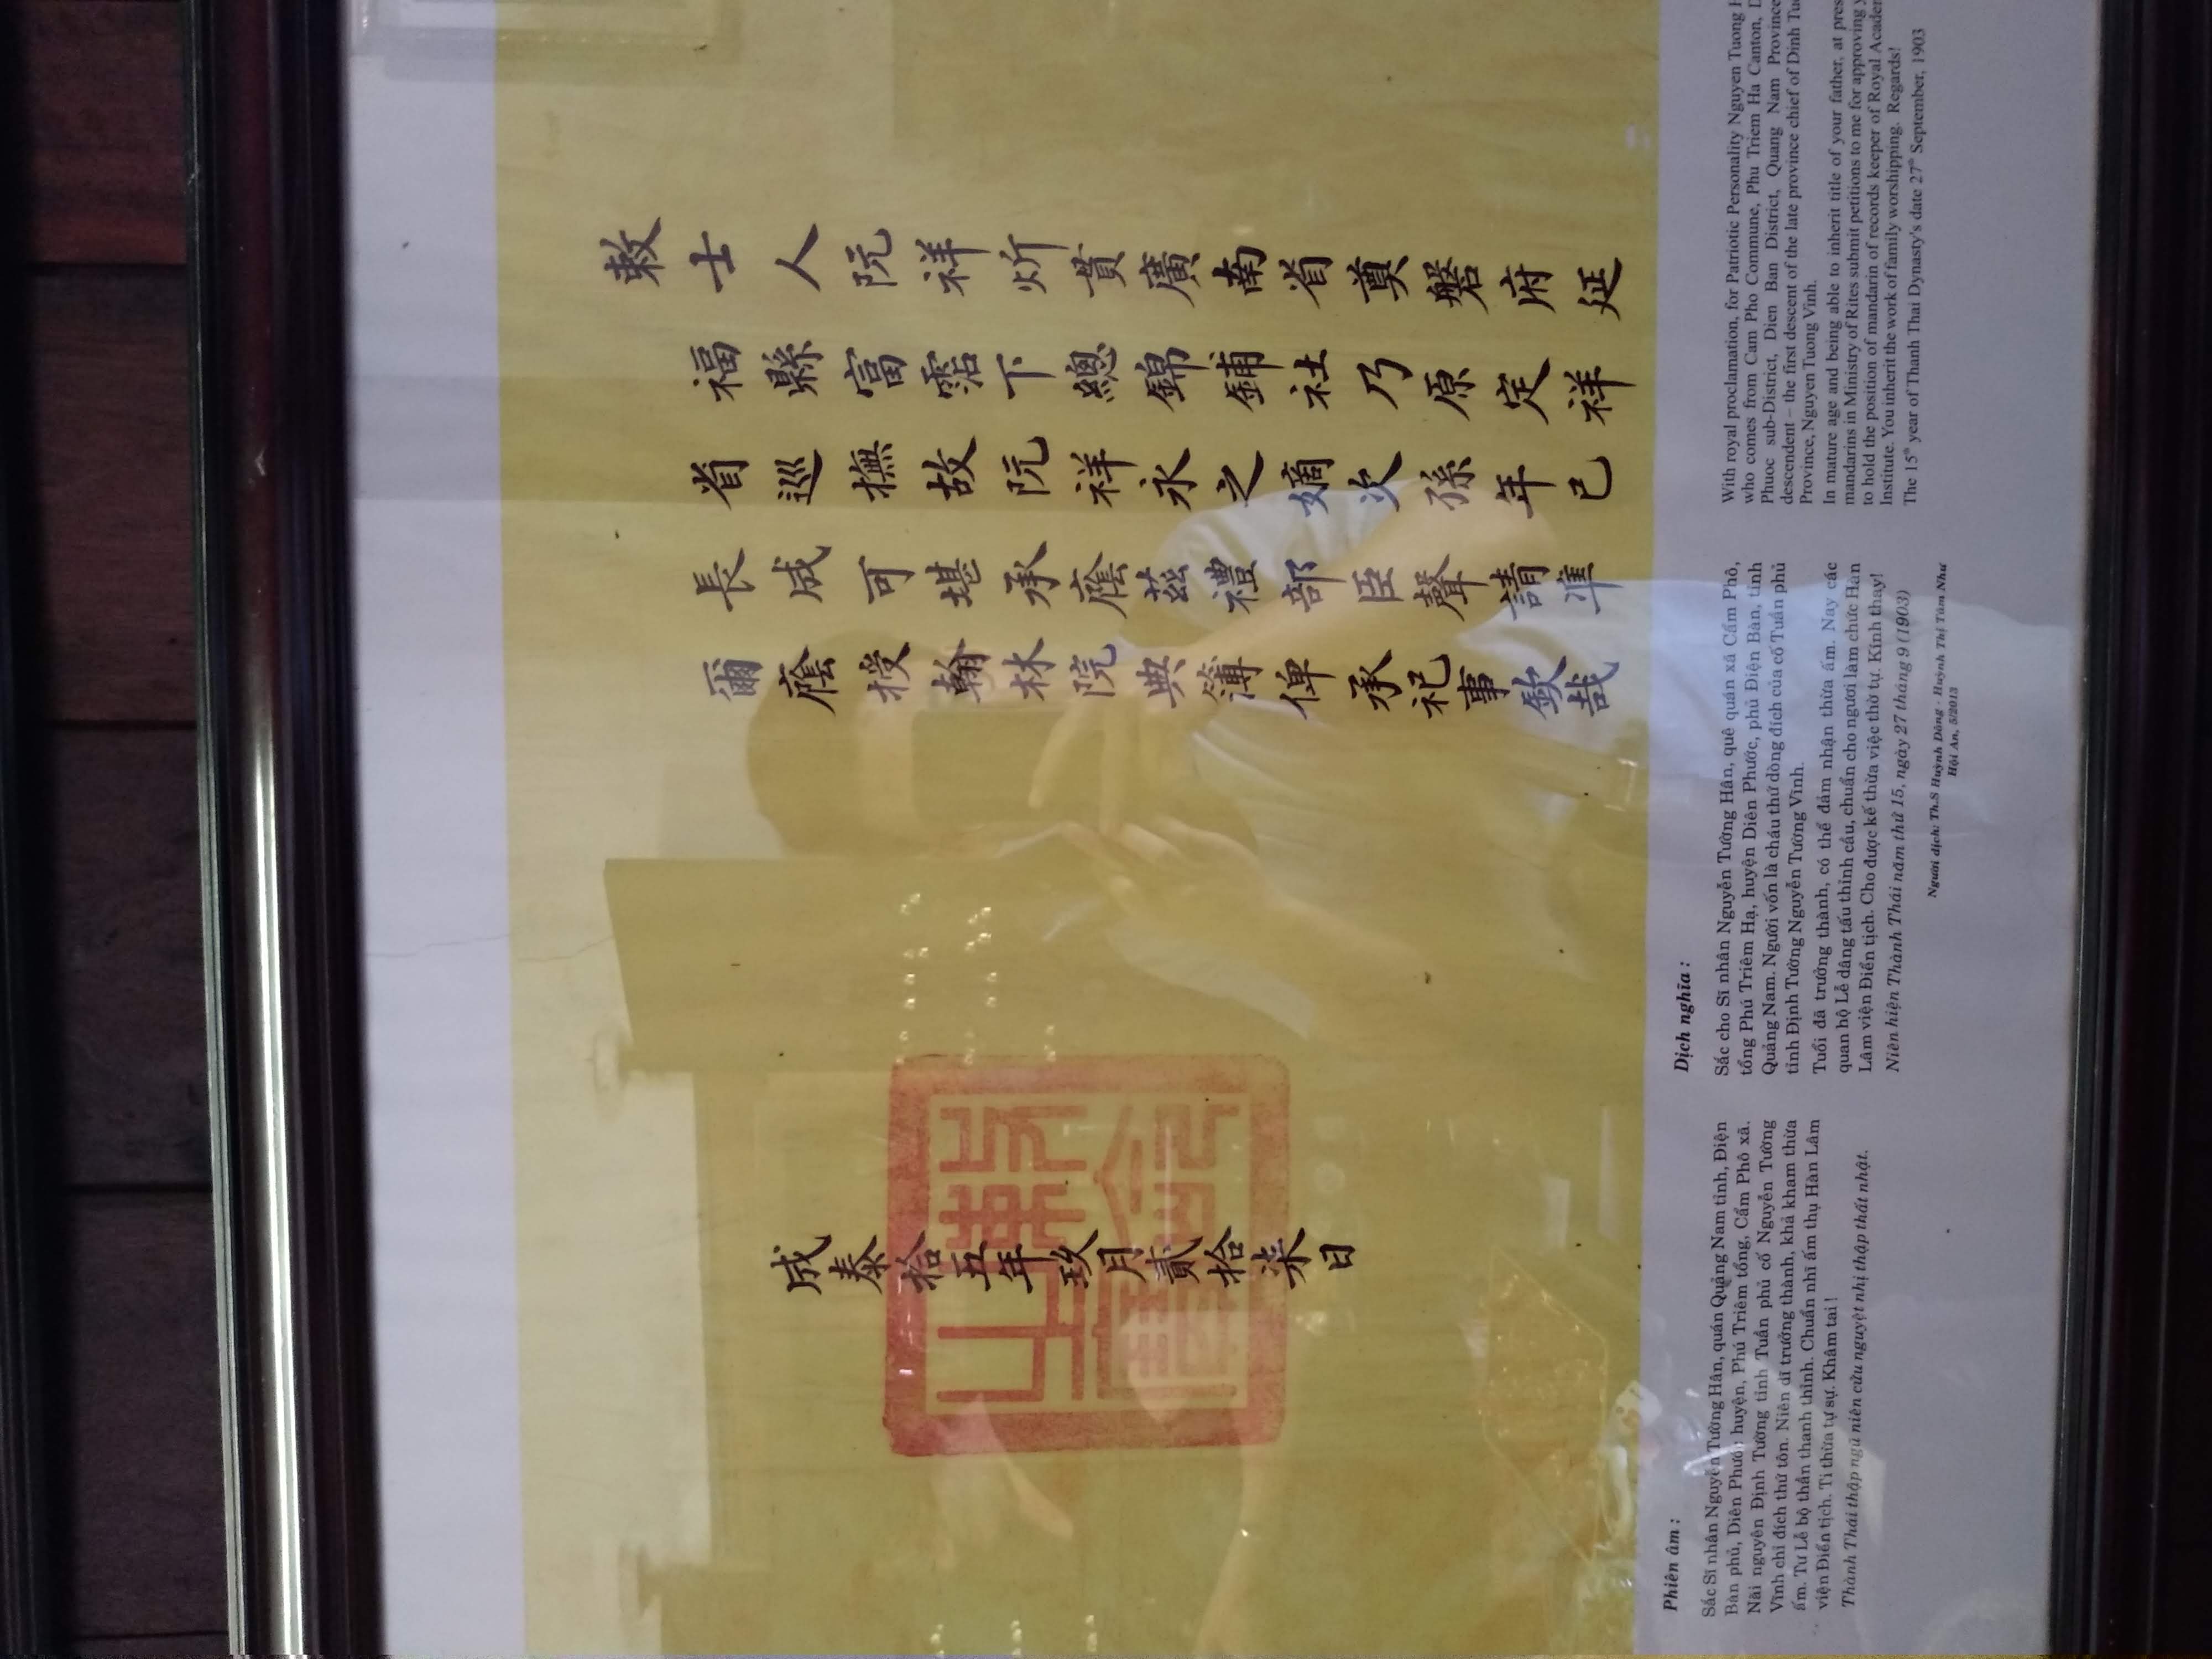 敕士人阮祥炘貫廣南省奠磐府延
福縣富霑下總錦鋪社乃原定祥
省巡撫故阮祥永之嫡次孫年已
長成可堪承廕茲禮部臣聲請準
爾廕授翰林院典簿俾承祀事欽哉
成泰拾五年玖月貳拾柒日
敕命之寶
Phiên âm :
Sắc Sĩ nhân Nguyễn Tường Hân, quán Quảng Nam tỉnh, Điện
Bàn phủ, Diên Phước huyện, Phú Triêm tổng, Cẩm Phô xã.
Nãi nguyên Định Tường tỉnh Tuần phủ cố Nguyễn Tường
Vĩnh chi đích thứ tôn. Niên dĩ trưởng thành, khả kham thừa
ấm. Tư Lễ bộ thần thanh thỉnh. Chuẩn nhĩ ấm thụ Hàn Lâm
viện Điển tịch. Tỉ thừa tự sự. Khâm tai !
Thành Thái thập ngũ niên cửu nguyệt nhị thập thất nhật.
Dịch nghĩa :
Sắc cho Sĩ nhân Nguyễn Tường Hân, quê quán xã Cẩm Phô,
tổng Phú Triêm Hạ, huyện Diên Phước, phủ Điện Bàn, tỉnh
Quảng Nam. Người vốn là cháu thứ dòng đích của cố Tuần phủ
tỉnh Định Tường Nguyễn Tường Vĩnh.
Tuổi đã trưởng thành, có thể đảm nhận thừa ấm. Nay các
quan hộ Lễ dâng tấu thỉnh cầu, chuẩn cho ngươi làm chức Hàn
Lâm viện Điển tịch. Cho được kế thừa việc thờ tự. Kính thay!
Niên hiện Thành Thái năm thứ 15, ngày 27 tháng 9 (1903)
Người dịch: Th.S Huỳnh Dõng - Huỳnh Thị Tâm Như
Hội An, 5/2013
With royal proclamation, for Patriotic Personality Nguyen Tuong
who comes from Cam Pho Commune, Phu Triem Ha Canton,
Phuoc sub-District, Dien Ban District, Quang Nam Province
descendent – the first descent of the late province chief of Dinh
Province, Nguyen Tuong Vinh.
In mature age and being able to inherit title of your father, at
mandarins in Ministry of Rites submit petitions to me for approving
to hold the position of mandarin of records keeper of Royal
Institute. You inherit the work of family worshipping. Regards!
The 15th year of Thanh Thai Dynasty's date 27th September, 1903